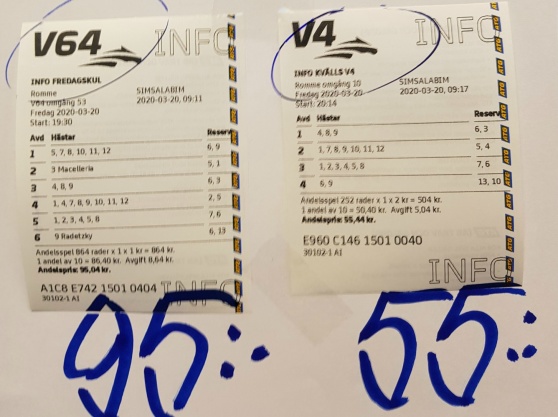 V64 INFO
INFO FREDAGSKUL
Romme SIMSALABIM
V64 omgång 53 2020-03-20, 09:11
Fredag 2020-03-20
Start: 19:30
Avd Hästar Reserv
1 5, 7, 8, 10, 11, 12 6, 9
2 3 Macelleria 5, 1
3 4, 8, 9 6, 3
4 1, 4, 7, 8, 9, 10, 11, 12 2, 5
5 1, 2, 3, 4, 5, 8 7, 6
6 9 Radetzky 6, 13
Andelsspel 864 rader x 1 x 1 kr = 864 kr.
1 andel av 10 = 86,40 kr. Avgift 8,64 kr.
Andelspris: 95,04 kr.
A1C8 E742 1501 0404 INFO
30102-1 AI
95:-
V4 INFO
INFO KVÄLLS V4
Romme omgång 10 SIMSALABIM
Fredag 2020-03-20 2020-03-20, 09:17
Start: 20:14
Avd Hästar Reserv
1 4, 8, 9 6, 3
2 1, 7, 8, 9, 10, 11, 12 5, 4
3 1, 2, 3, 4, 5, 8 7, 6
4 6, 9 13, 10
Andelsspel 252 rader x 1 x 2 kr = 504 kr.
1 andel av 10 = 50,40 kr. Avgift 5,04 kr.
Andelspris: 55,44 kr.
E960 C146 1501 0040
30102-1 AI
INFO
55:-